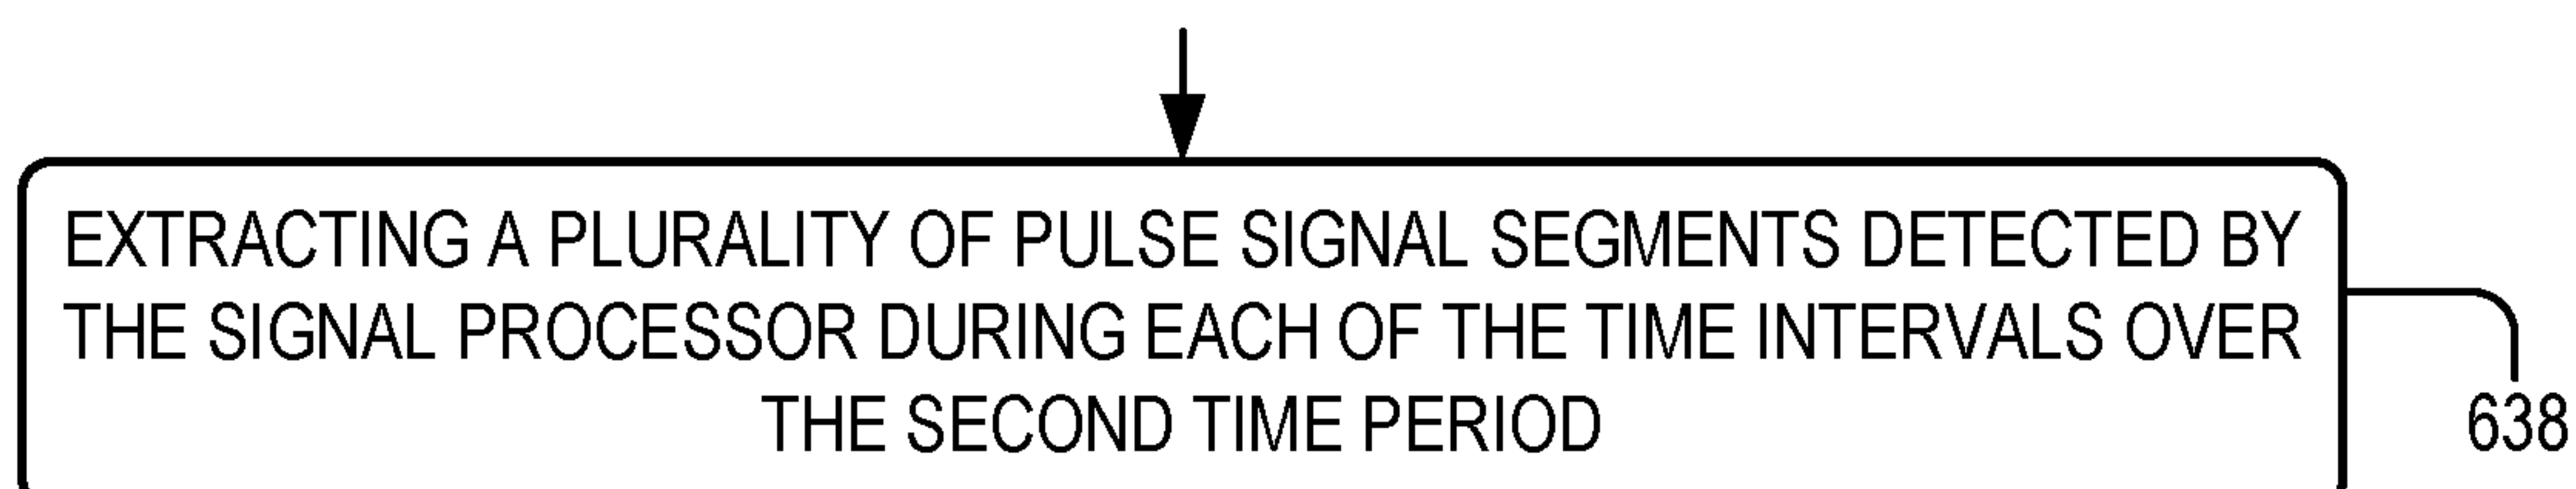 EXTRACTING A PLURALITY OF PULSE SIGNAL SEGMENTS DETECTED BY
THE SIGNAL PROCESSOR DURING EACH OF THE TIME INTERVALS OVER
THE SECOND TIME PERIOD
638